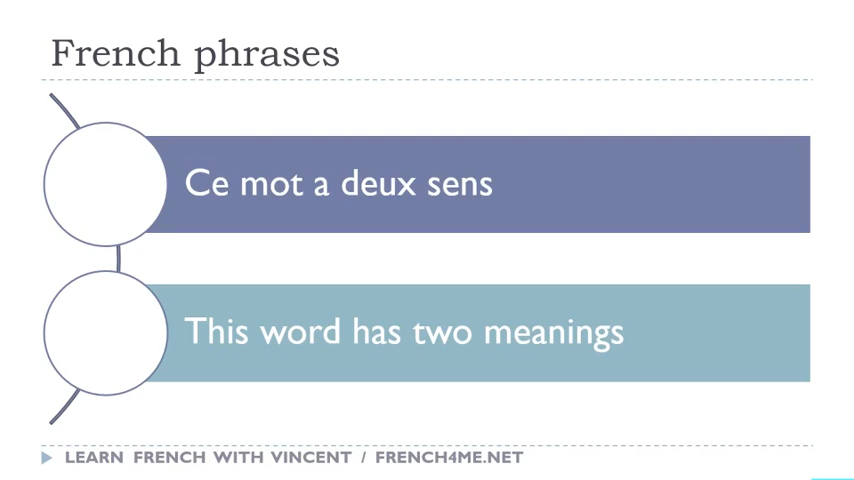 French phrases
Ce mot a deux sens
This word has two meanings
LEARN FRENCH WITH VINCENT / FRENCH4ME.NET